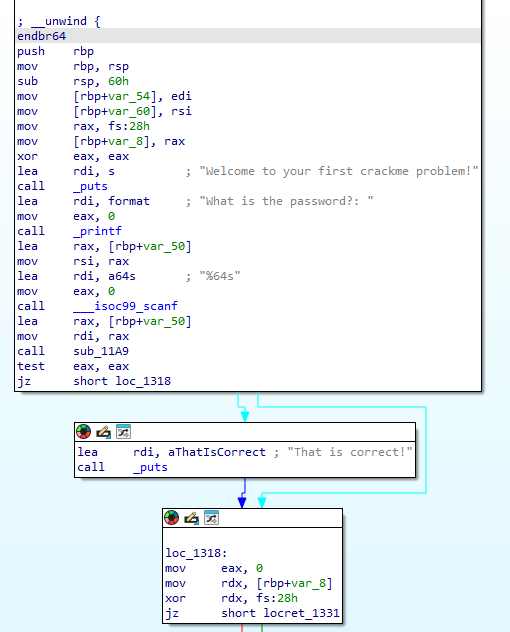 ; __unwind {
endbr64
push rbp
mov rbp, rsp
sub rsp, 60h
mov [rbp+var_54], edi
mov [rbp+var_60], rsi
mov rax, fs:28h
mov [rbp+var_8], rax
xor eax, eax
lea rdi, s ; "Welcome to your first crackme problem!"
call _puts
lea rdi, format ; "What is the password?: "
mov eax, 0
call _printf
lea rax, [rbp+var_50]
mov rsi, rax
lea rdi, a64s ; "%64s"
mov eax, 0
call ___isoc99_scanf
lea rax, [rbp+var_50]
mov rdi, rax
call sub_11A9
test eax, eax
jz short loc_1318
lea rdi, aThatIsCorrect ; "That is correct!"
call _puts
loc_1318:
mov eax, 0
mov rdx, [rbp+var_8]
xor rdx, fs:28h
jz short locret_1331